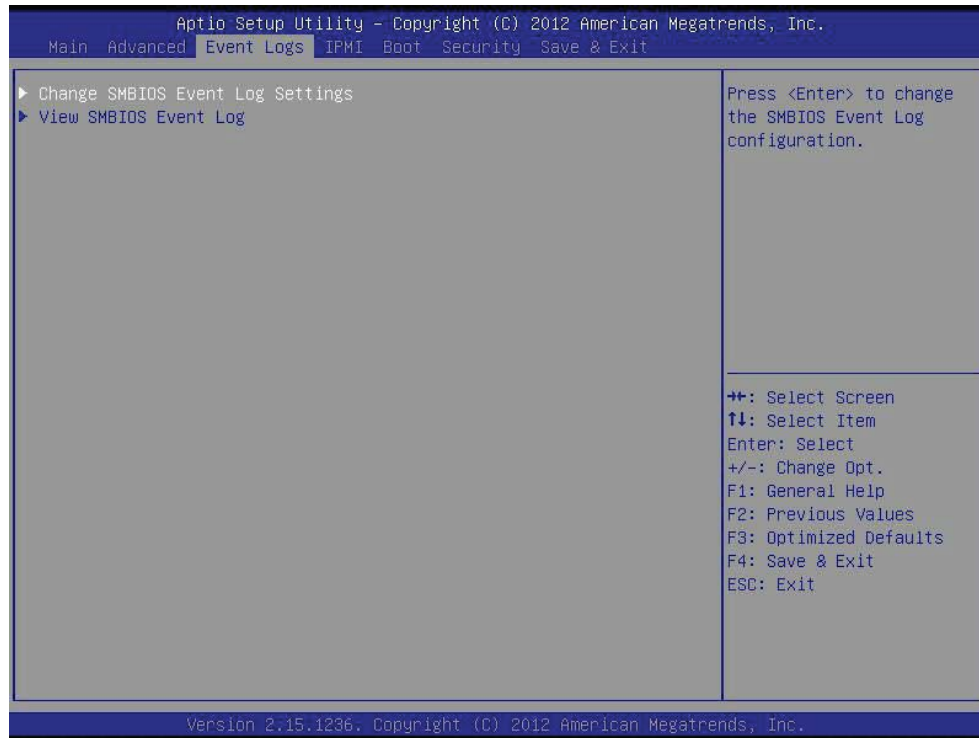 Aptio Setup Utility – Copyright (C) 2012 American Megatrends, Inc.
Main Advanced Event Logs IPMI Boot Security Save & Exit
▶ Change SMBIOS Event Log Settings
▶ View SMBIOS Event Log
Press <Enter> to change
the SMBIOS Event Log
configuration.
→←: Select Screen
↑↓: Select Item
Enter: Select
+/-: Change Opt.
F1: General Help
F2: Previous Values
F3: Optimized Defaults
F4: Save & Exit
ESC: Exit
Version 2.15.1236. Copyright (C) 2012 American Megatrends, Inc.